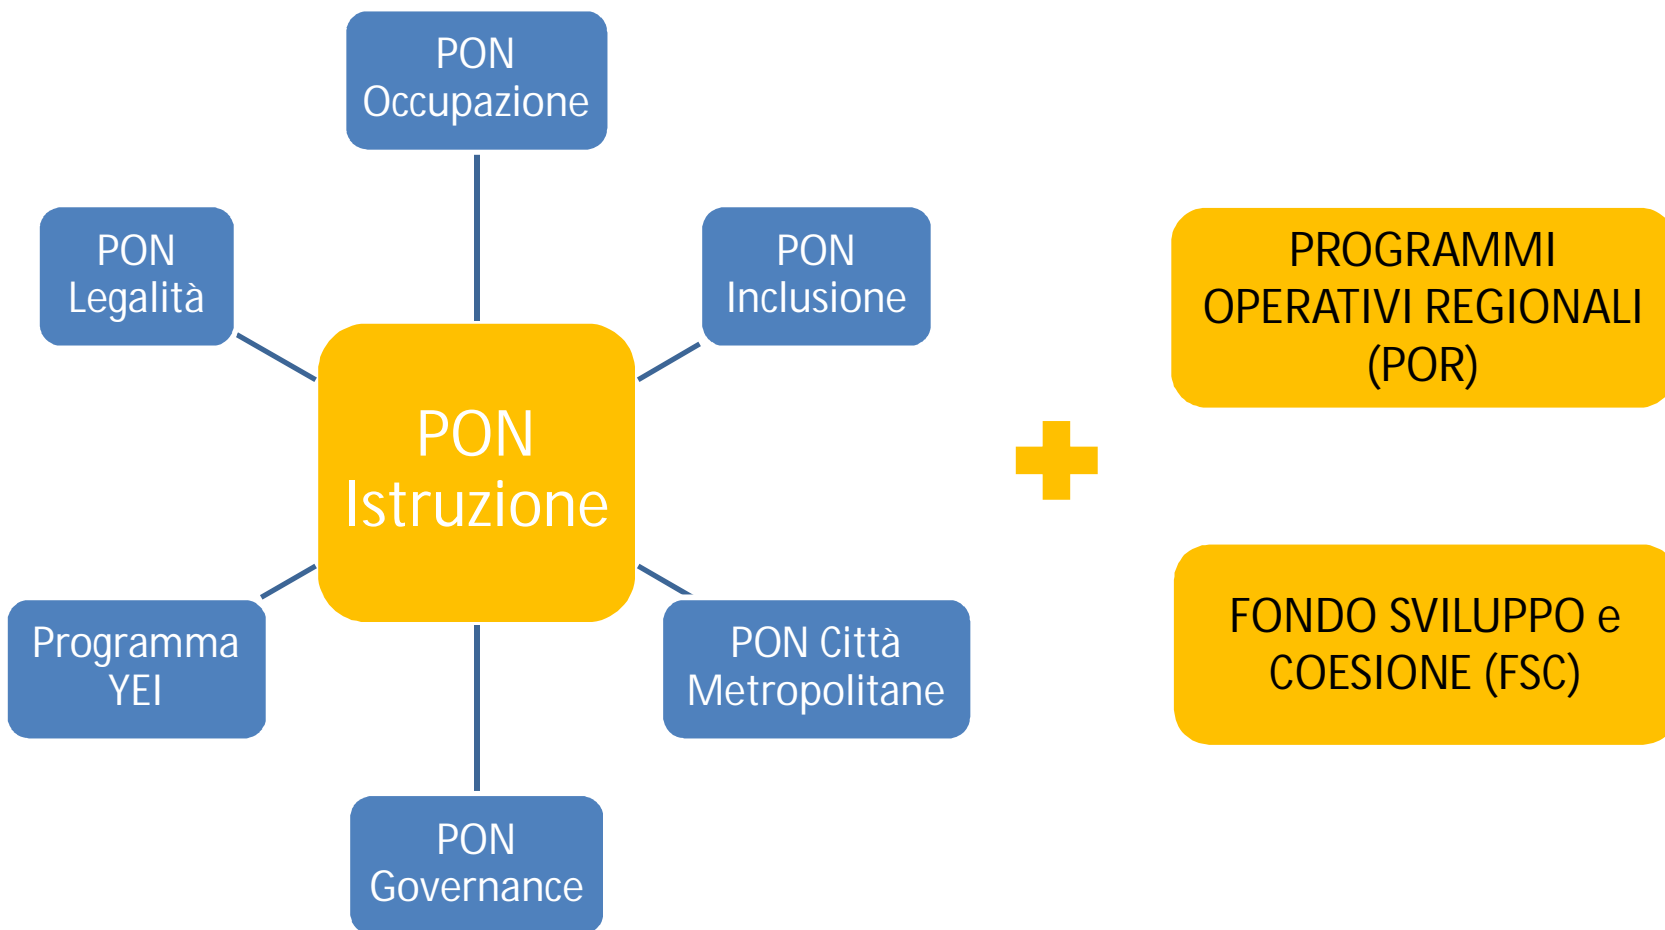 PON
Occupazione
PON
Legalità
PON
Inclusione
PON
Istruzione
Programma
YEI
PON Città
Metropolitane
PON
Governance
PROGRAMMI
OPERATIVI REGIONALI
(POR)
FONDO SVILUPPO e
COESIONE (FSC)